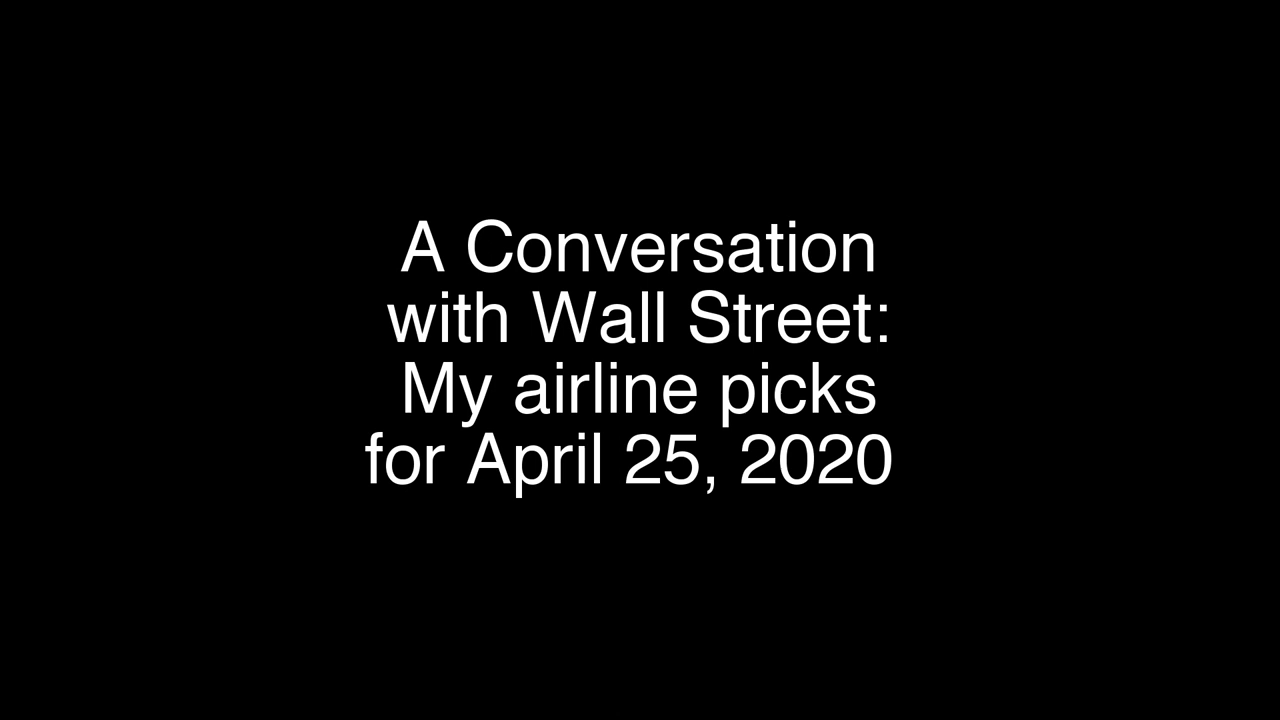 A Conversation
with Wall Street:
My airline picks
for April 25, 2020